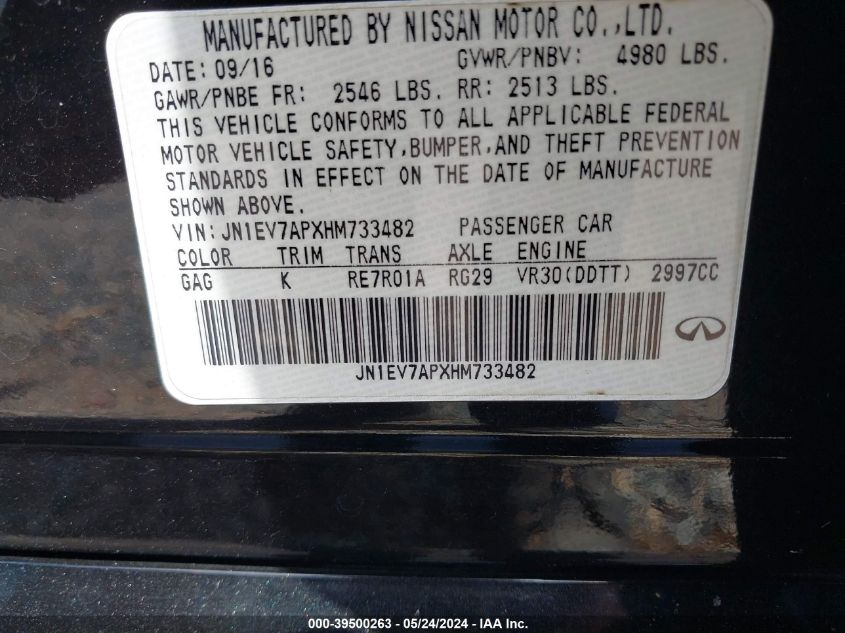 MANUFACTURED BY NISSAN MOTOR CO.,LTD.
DATE: 09/16 GVWR/PNBV: 4980 LBS.
GAWR/PNBE FR: 2546 LBS. RR: 2513 LBS.
THIS VEHICLE CONFORMS TO ALL APPLICABLE FEDERAL
MOTOR VEHICLE SAFETY,BUMPER,AND THEFT PREVENTION
STANDARDS IN EFFECT ON THE DATE OF MANUFACTURE
SHOWN ABOVE.
VIN: JN1EV7APXHM733482 PASSENGER CAR
COLOR TRIM TRANS AXLE ENGINE
GAG K RE7R01A RG29 VR30(DDTT) 2997CC
JN1EV7APXHM733482
000-39500263 - 05/24/2024 - IAAI.com